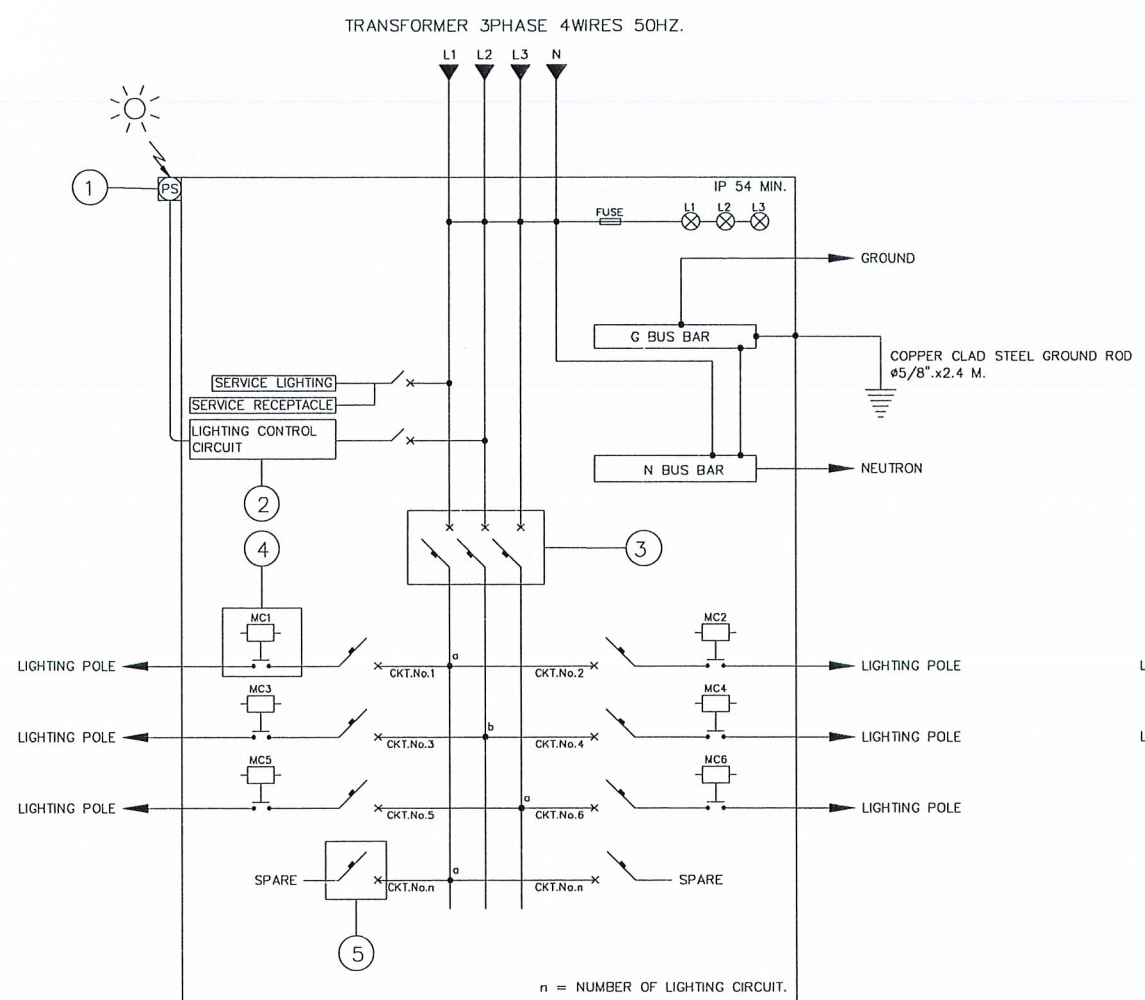 TRANSFORMER 3PHASE 4WIRES 50HZ.
L1 L2 L3 N
1
PS
IP 54 MIN.
FUSE
L1 L2 L3
GROUND
G BUS BAR
COPPER CLAD STEEL GROUND ROD
ø5/8".x2.4 M.
SERVICE LIGHTING
SERVICE RECEPTACLE
LIGHTING CONTROL
CIRCUIT
N BUS BAR
NEUTRON
2
3
4
MC1
MC2
LIGHTING POLE
CKT.No.1
a
CKT.No.2
LIGHTING POLE
L
MC3
MC4
LIGHTING POLE
CKT.No.3
b
CKT.No.4
LIGHTING POLE
L
MC5
MC6
LIGHTING POLE
CKT.No.5
a
CKT.No.6
LIGHTING POLE
SPARE
CKT.No.n
a
CKT.No.n
SPARE
5
n = NUMBER OF LIGHTING CIRCUIT.